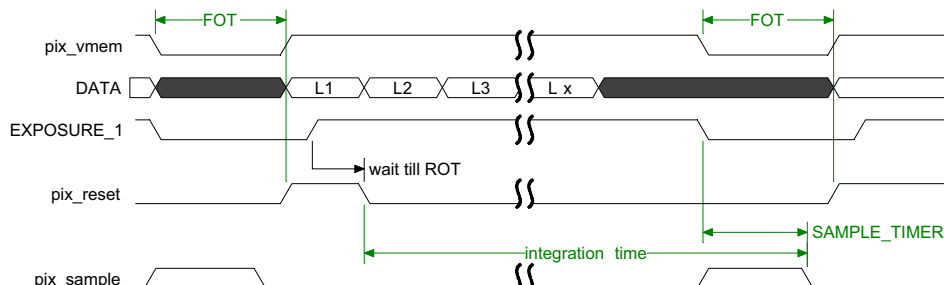 FOT FOT
pix_vmem
DATA L1 L2 L3 L x
EXPOSURE_1
wait till ROT
pix_reset
SAMPLE_TIMER
integration time
pix_sample